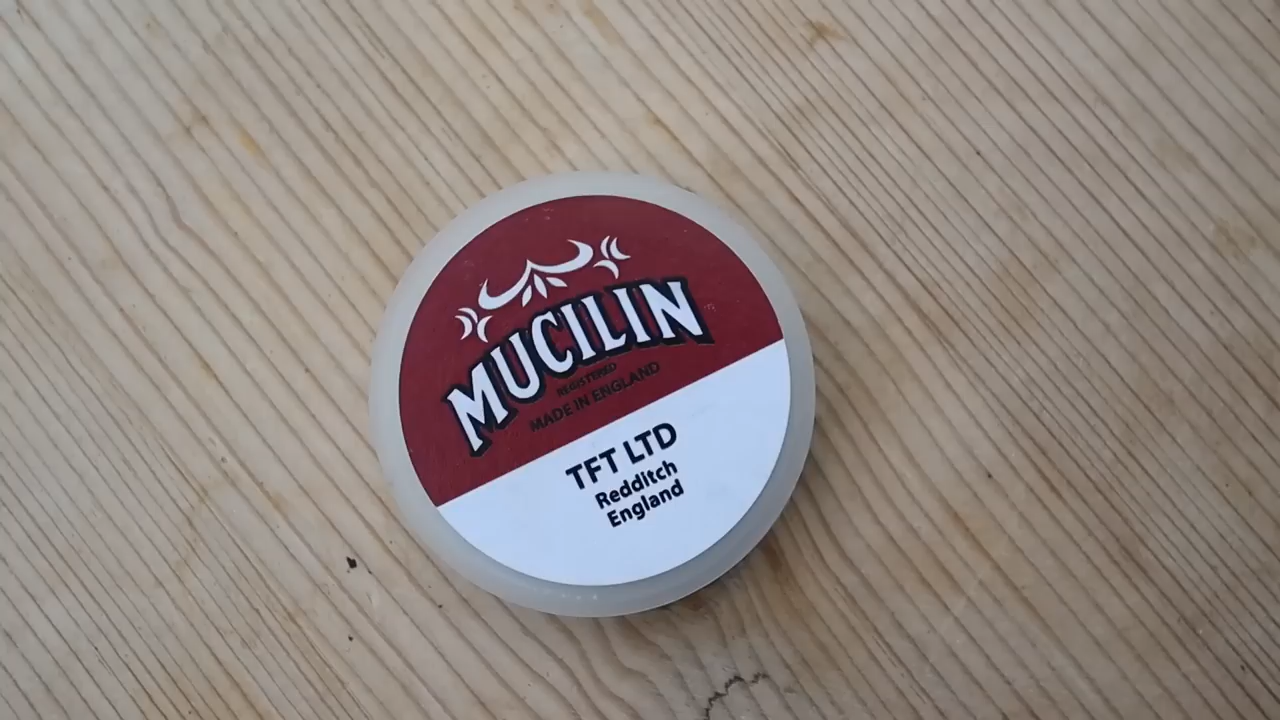 MUCILIN
REGISTERED
MADE IN ENGLAND
TFT LTD
Redditch
England